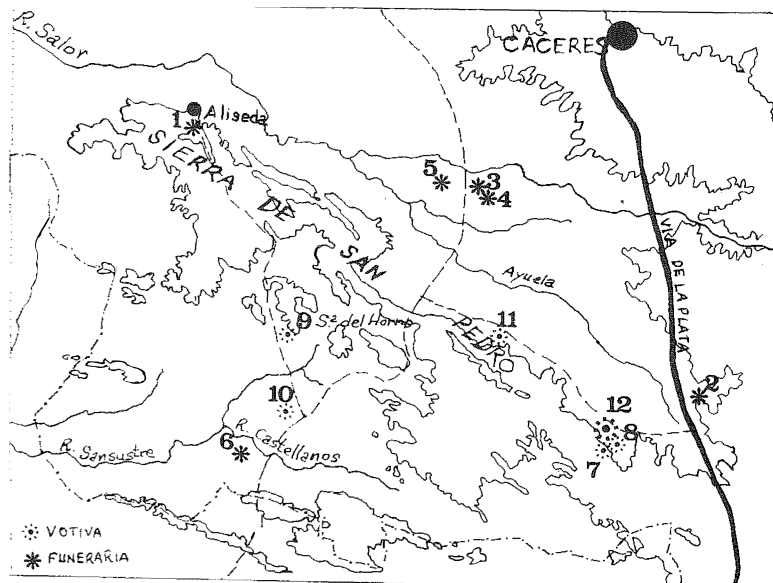 R. Salor
CACERES
1 Aliseda
SIERRA DE SAN PEDRO
5
3
4
VIA DE LA PLATA
Ayuela
9 Sª del Horno
11
2
10
12
8
7
6
R. Castellanos
R. Sansustre
VOTIVA
FUNERARIA